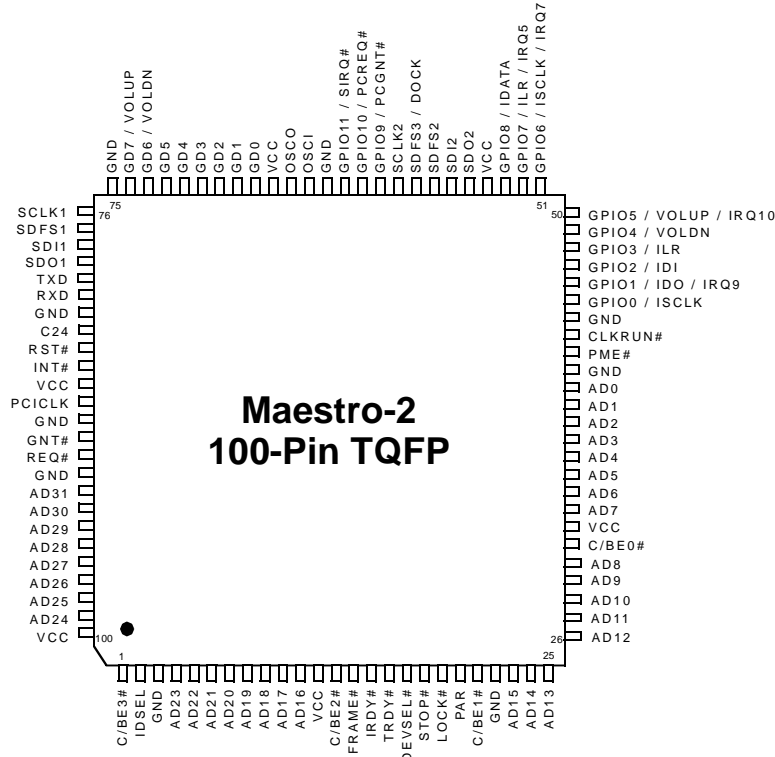 GND
GD7 / VOLUP
GD6 / VOLDN
GD5
GD4
GD3
GD2
GD1
GD0
VCC
OSCO
OSCI
GND
GPIO11 / SIRQ#
GPIO10 / PCREQ#
GPIO9 / PCGNT#
SCLK2
SDFS3 / DOCK
SDFS2
SDI2
SDO2
VCC
GPIO8 / IDATA
GPIO7 / ILR / IRQ5
GPIO6 / ISCLK / IRQ7
75
51
76
50
SCLK1
SDFS1
SDI1
SDO1
TXD
RXD
GND
C24
RST#
INT#
VCC
PCICLK
GND
GNT#
REQ#
GND
AD31
AD30
AD29
AD28
AD27
AD26
AD25
AD24
VCC
Maestro-2
100-Pin TQFP
GPIO5 / VOLUP / IRQ10
GPIO4 / VOLDN
GPIO3 / ILR
GPIO2 / IDI
GPIO1 / IDO / IRQ9
GPIO0 / ISCLK
GND
CLKRUN#
PME#
GND
AD0
AD1
AD2
AD3
AD4
AD5
AD6
AD7
VCC
C/BE0#
AD8
AD9
AD10
AD11
AD12
100
26
1
25
C/BE3#
IDSEL
GND
AD23
AD22
AD21
AD20
AD19
AD18
AD17
AD16
VCC
C/BE2#
FRAME#
IRDY#
TRDY#
DEVSEL#
STOP#
LOCK#
PAR
C/BE1#
GND
AD15
AD14
AD13